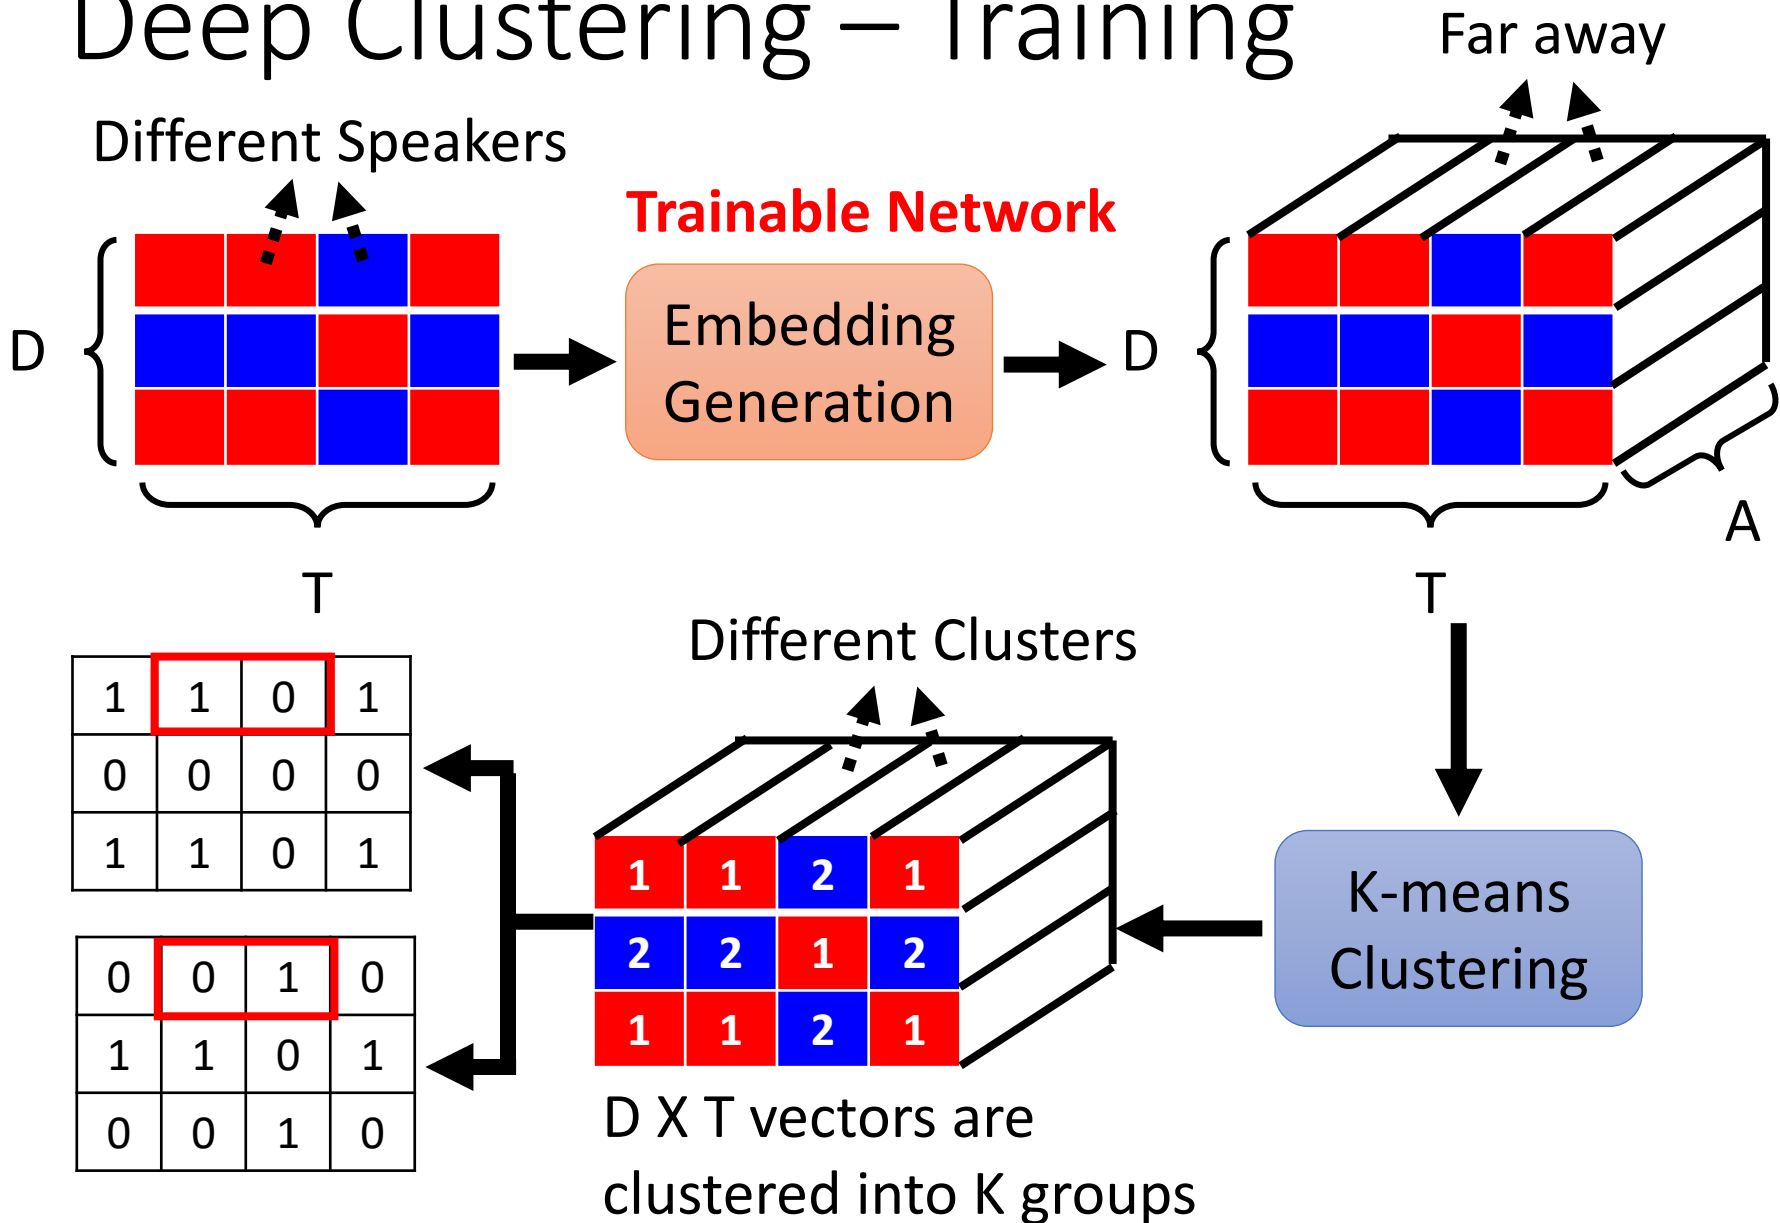 Deep Clustering – Training
Far away
Different Speakers
Trainable Network
D
Embedding
Generation
D
A
T
T
Different Clusters
1 1 0 1
0 0 0 0
1 1 0 1
0 0 1 0
1 1 0 1
0 0 1 0
1 1 2 1
2 2 1 2
1 1 2 1
K-means
Clustering
D X T vectors are
clustered into K groups